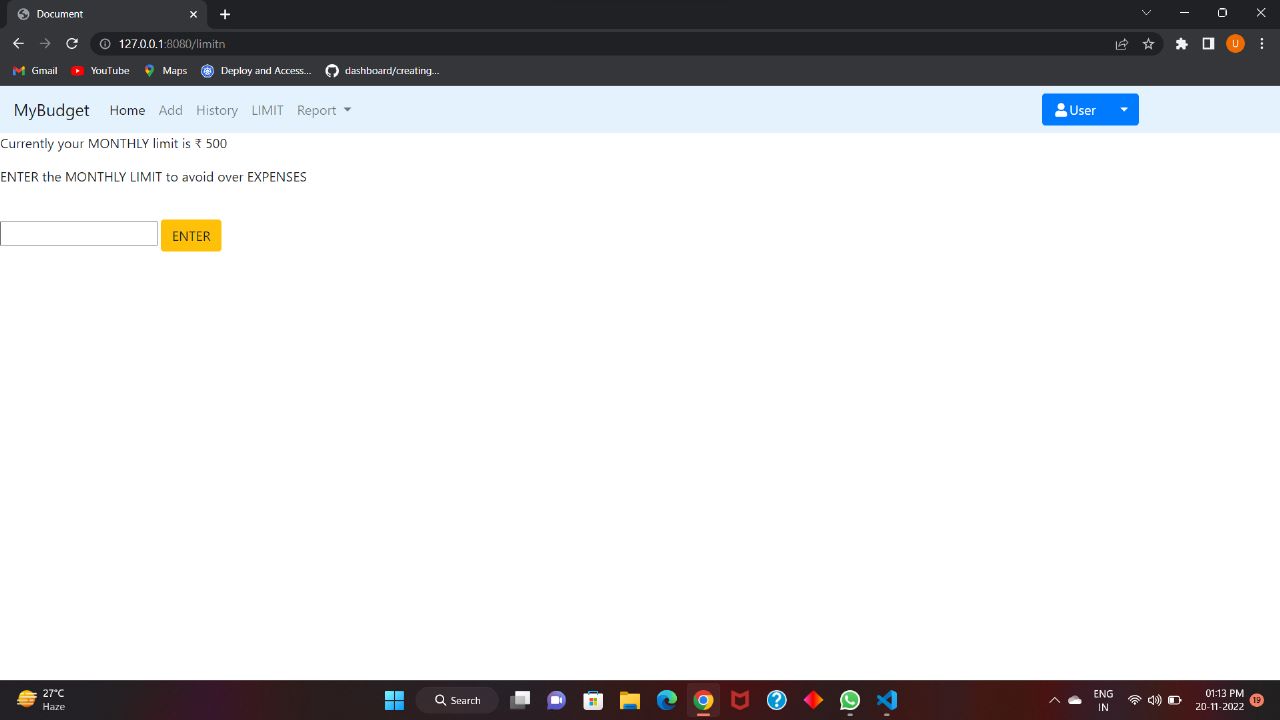 Document
127.0.0.1:8080/limitn
U
Gmail YouTube Maps Deploy and Access... dashboard/creating...
MyBudget Home Add History LIMIT Report User
Currently your MONTHLY limit is ₹ 500
ENTER the MONTHLY LIMIT to avoid over EXPENSES
ENTER
27°C
Haze
Search
ENG
IN
01:13 PM
20-11-2022
19